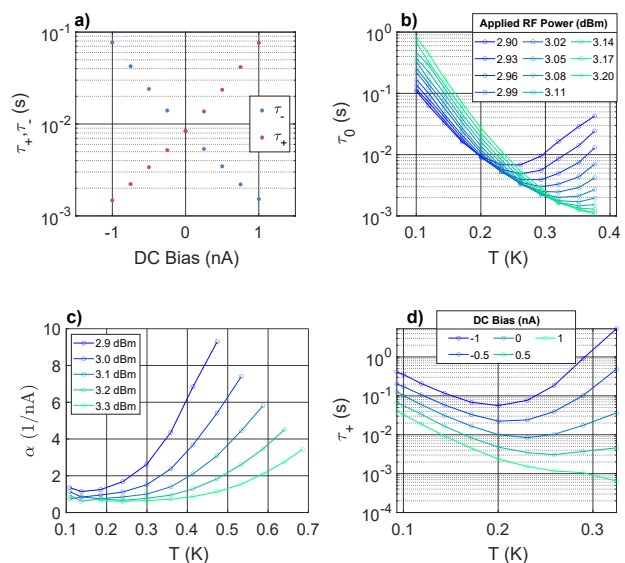 a)
10^-1
10^-2
10^-3
τ+,τ- (s)
τ-
τ+
-1
0
1
DC Bias (nA)
b)
Applied RF Power (dBm)
2.90
3.02
3.14
2.93
3.05
3.17
2.96
3.08
3.20
2.99
3.11
10^0
10^-1
10^-2
10^-3
τ0 (s)
0.1
0.2
0.3
0.4
T (K)
c)
2.9 dBm
3.0 dBm
3.1 dBm
3.2 dBm
3.3 dBm
10
8
6
4
2
0
α (1/nA)
0.1
0.2
0.3
0.4
0.5
0.6
0.7
T (K)
d)
DC Bias (nA)
-1
0
1
-0.5
0.5
10^0
10^-1
10^-2
10^-3
10^-4
τ+ (s)
0.1
0.2
0.3
T (K)